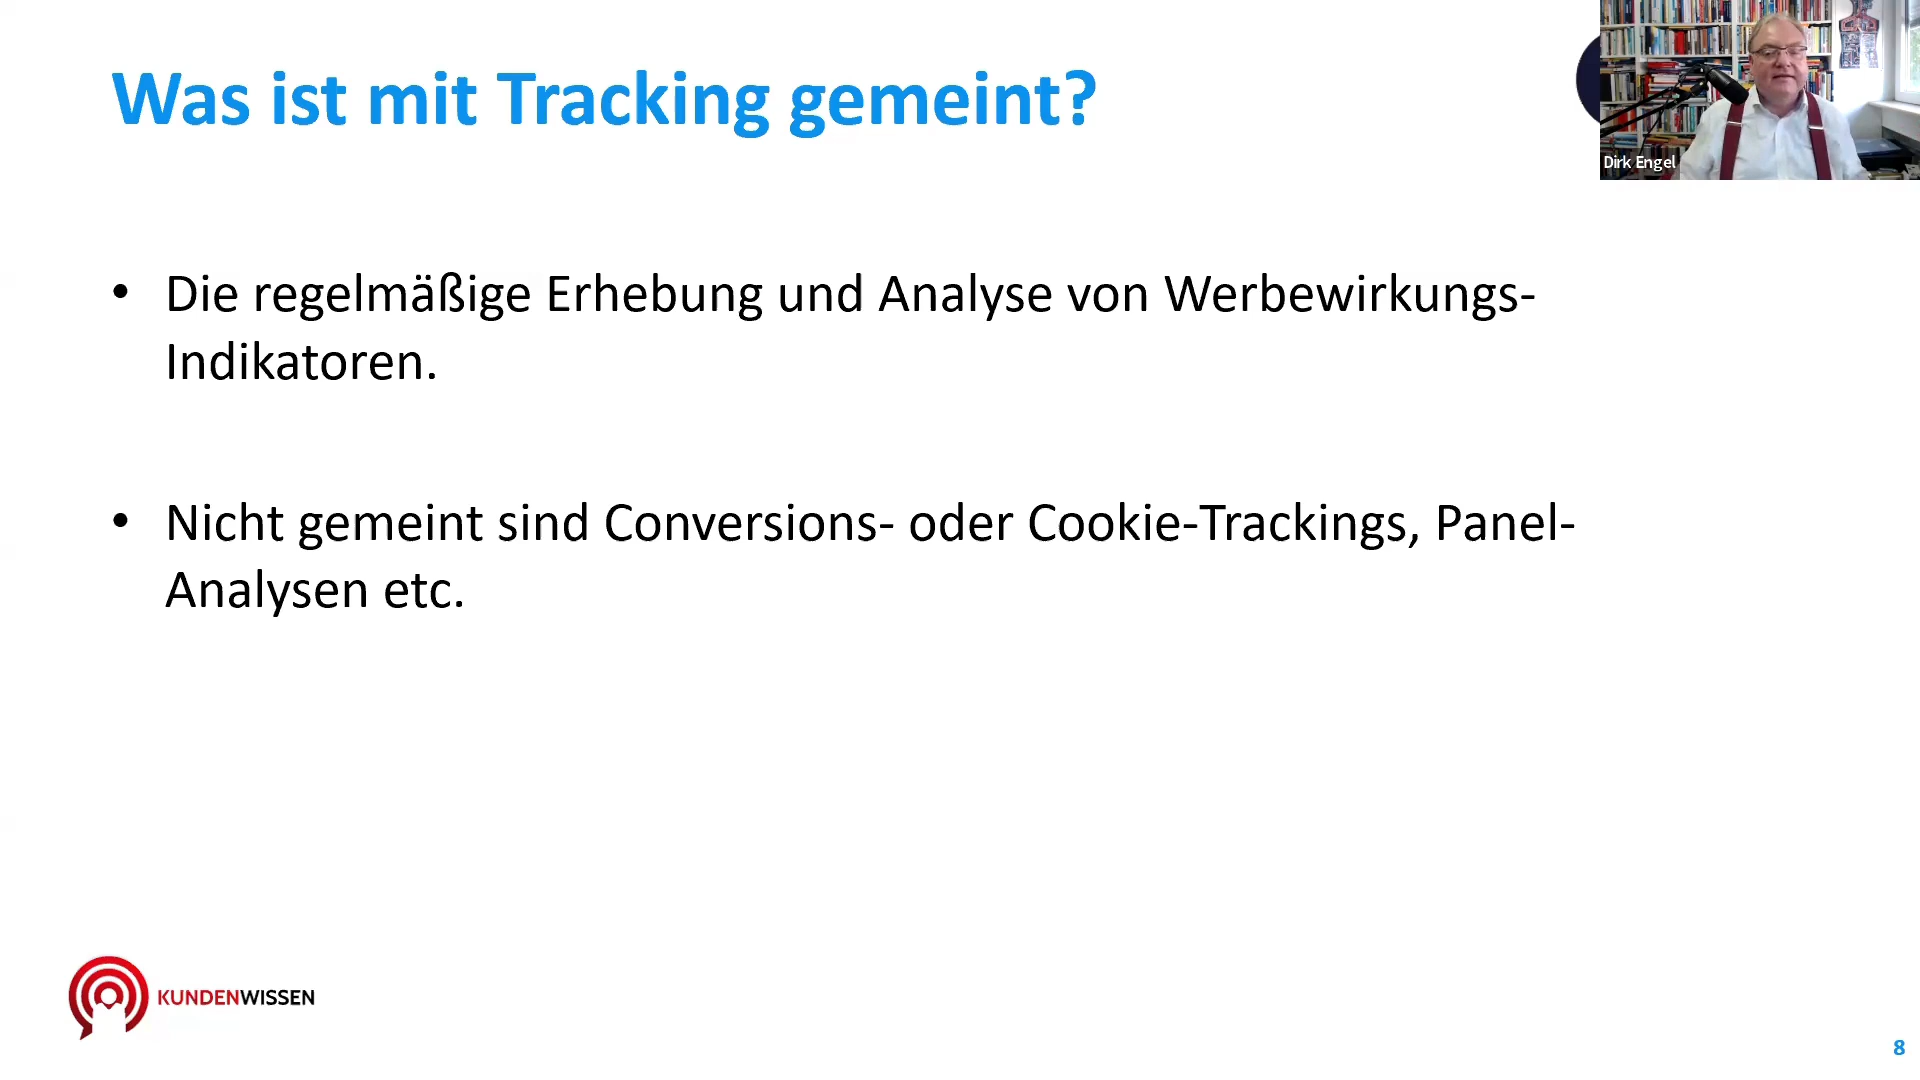 Was ist mit Tracking gemeint?
Dirk Engel
• Die regelmäßige Erhebung und Analyse von Werbewirkungs-
Indikatoren.
• Nicht gemeint sind Conversions- oder Cookie-Trackings, Panel-
Analysen etc.
KUNDENWISSEN
8